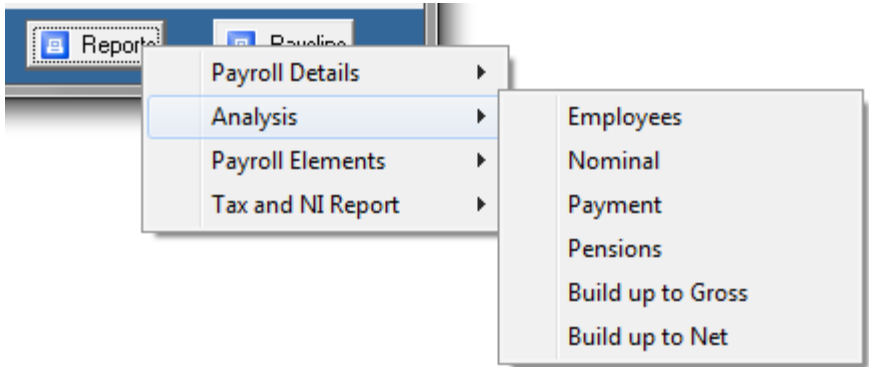 Reports
Payroll Details
Analysis
Payroll Elements
Tax and NI Report
Employees
Nominal
Payment
Pensions
Build up to Gross
Build up to Net